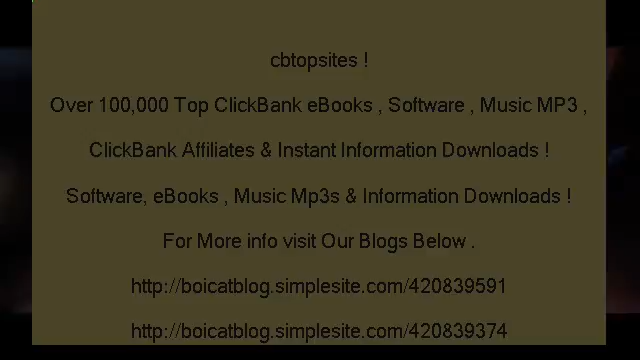 cbtopsites !
Over 100,000 Top ClickBank eBooks , Software , Music MP3 ,
ClickBank Affiliates & Instant Information Downloads !
Software, eBooks , Music Mp3s & Information Downloads !
For More info visit Our Blogs Below .
http://boicatblog.simplesite.com/420839591
http://boicatblog.simplesite.com/420839374